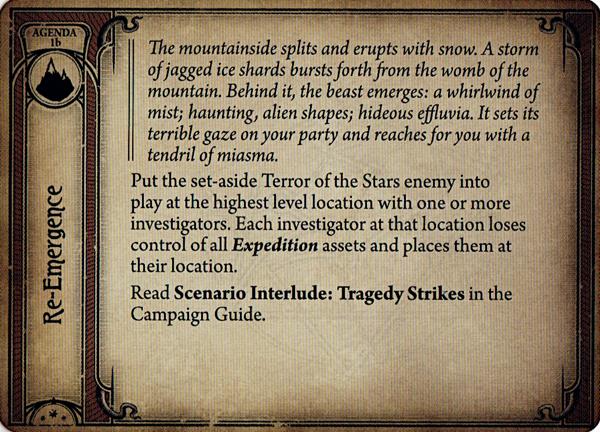 AGENDA
1b
Re-Emergence
The mountainside splits and erupts with snow. A storm
of jagged ice shards bursts forth from the womb of the
mountain. Behind it, the beast emerges: a whirlwind of
mist; haunting, alien shapes; hideous effluvia. It sets its
terrible gaze on your party and reaches for you with a
tendril of miasma.
Put the set-aside Terror of the Stars enemy into
play at the highest level location with one or more
investigators. Each investigator at that location loses
control of all Expedition assets and places them at
their location.
Read Scenario Interlude: Tragedy Strikes in the
Campaign Guide.